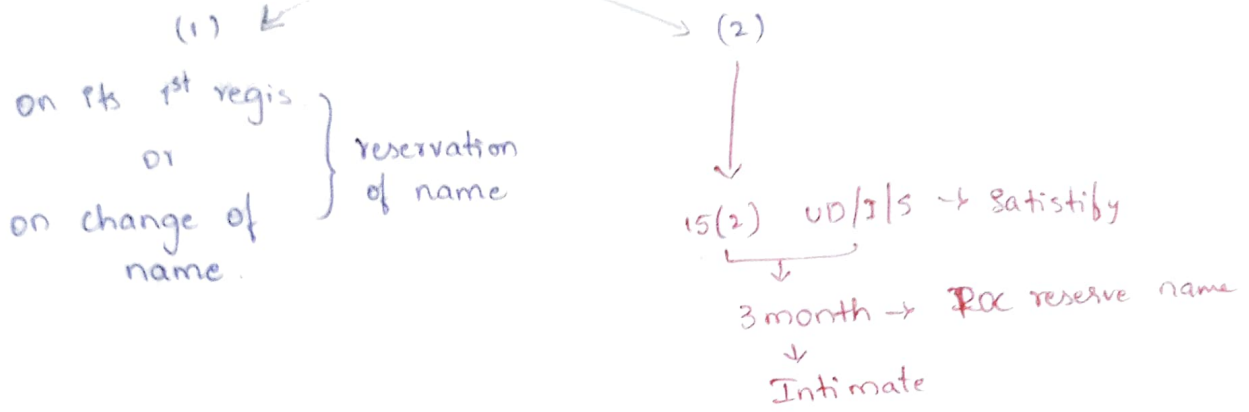 (1)
on its 1st regis
or
on change of
name.
reservation
of name
(2)
15(2) UD/I/S → Satistify
3 month → ROC reserve name
Intimate